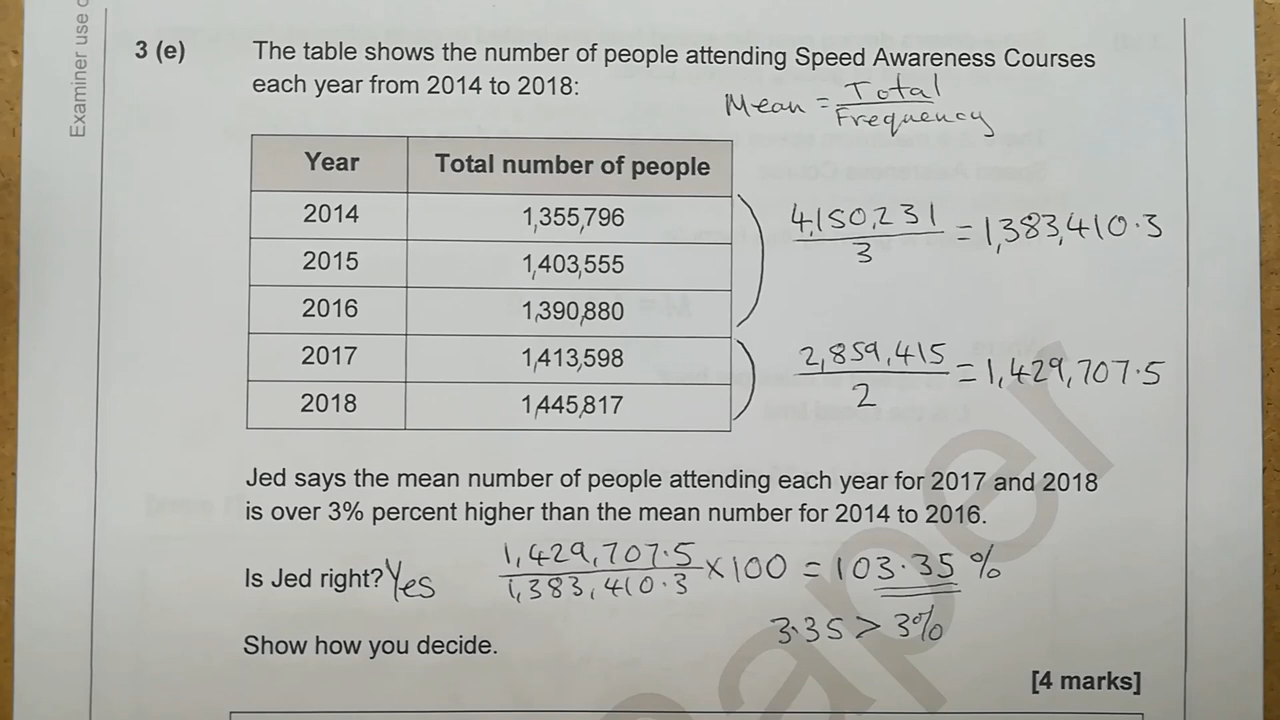 Examiner use o
3 (e)
The table shows the number of people attending Speed Awareness Courses
each year from 2014 to 2018:
Mean = Total / Frequency
Year Total number of people
2014 1,355,796
2015 1,403,555
2016 1,390,880
4,150,231 / 3 = 1,383,410.3
2017 1,413,598
2018 1,445,817
2,859,415 / 2 = 1,429,707.5
Jed says the mean number of people attending each year for 2017 and 2018
is over 3% percent higher than the mean number for 2014 to 2016.
Is Jed right? Yes
1,429,707.5 / 1,383,410.3 × 100 = 103.35 %
3.35 > 3%
Show how you decide.
[4 marks]
paper